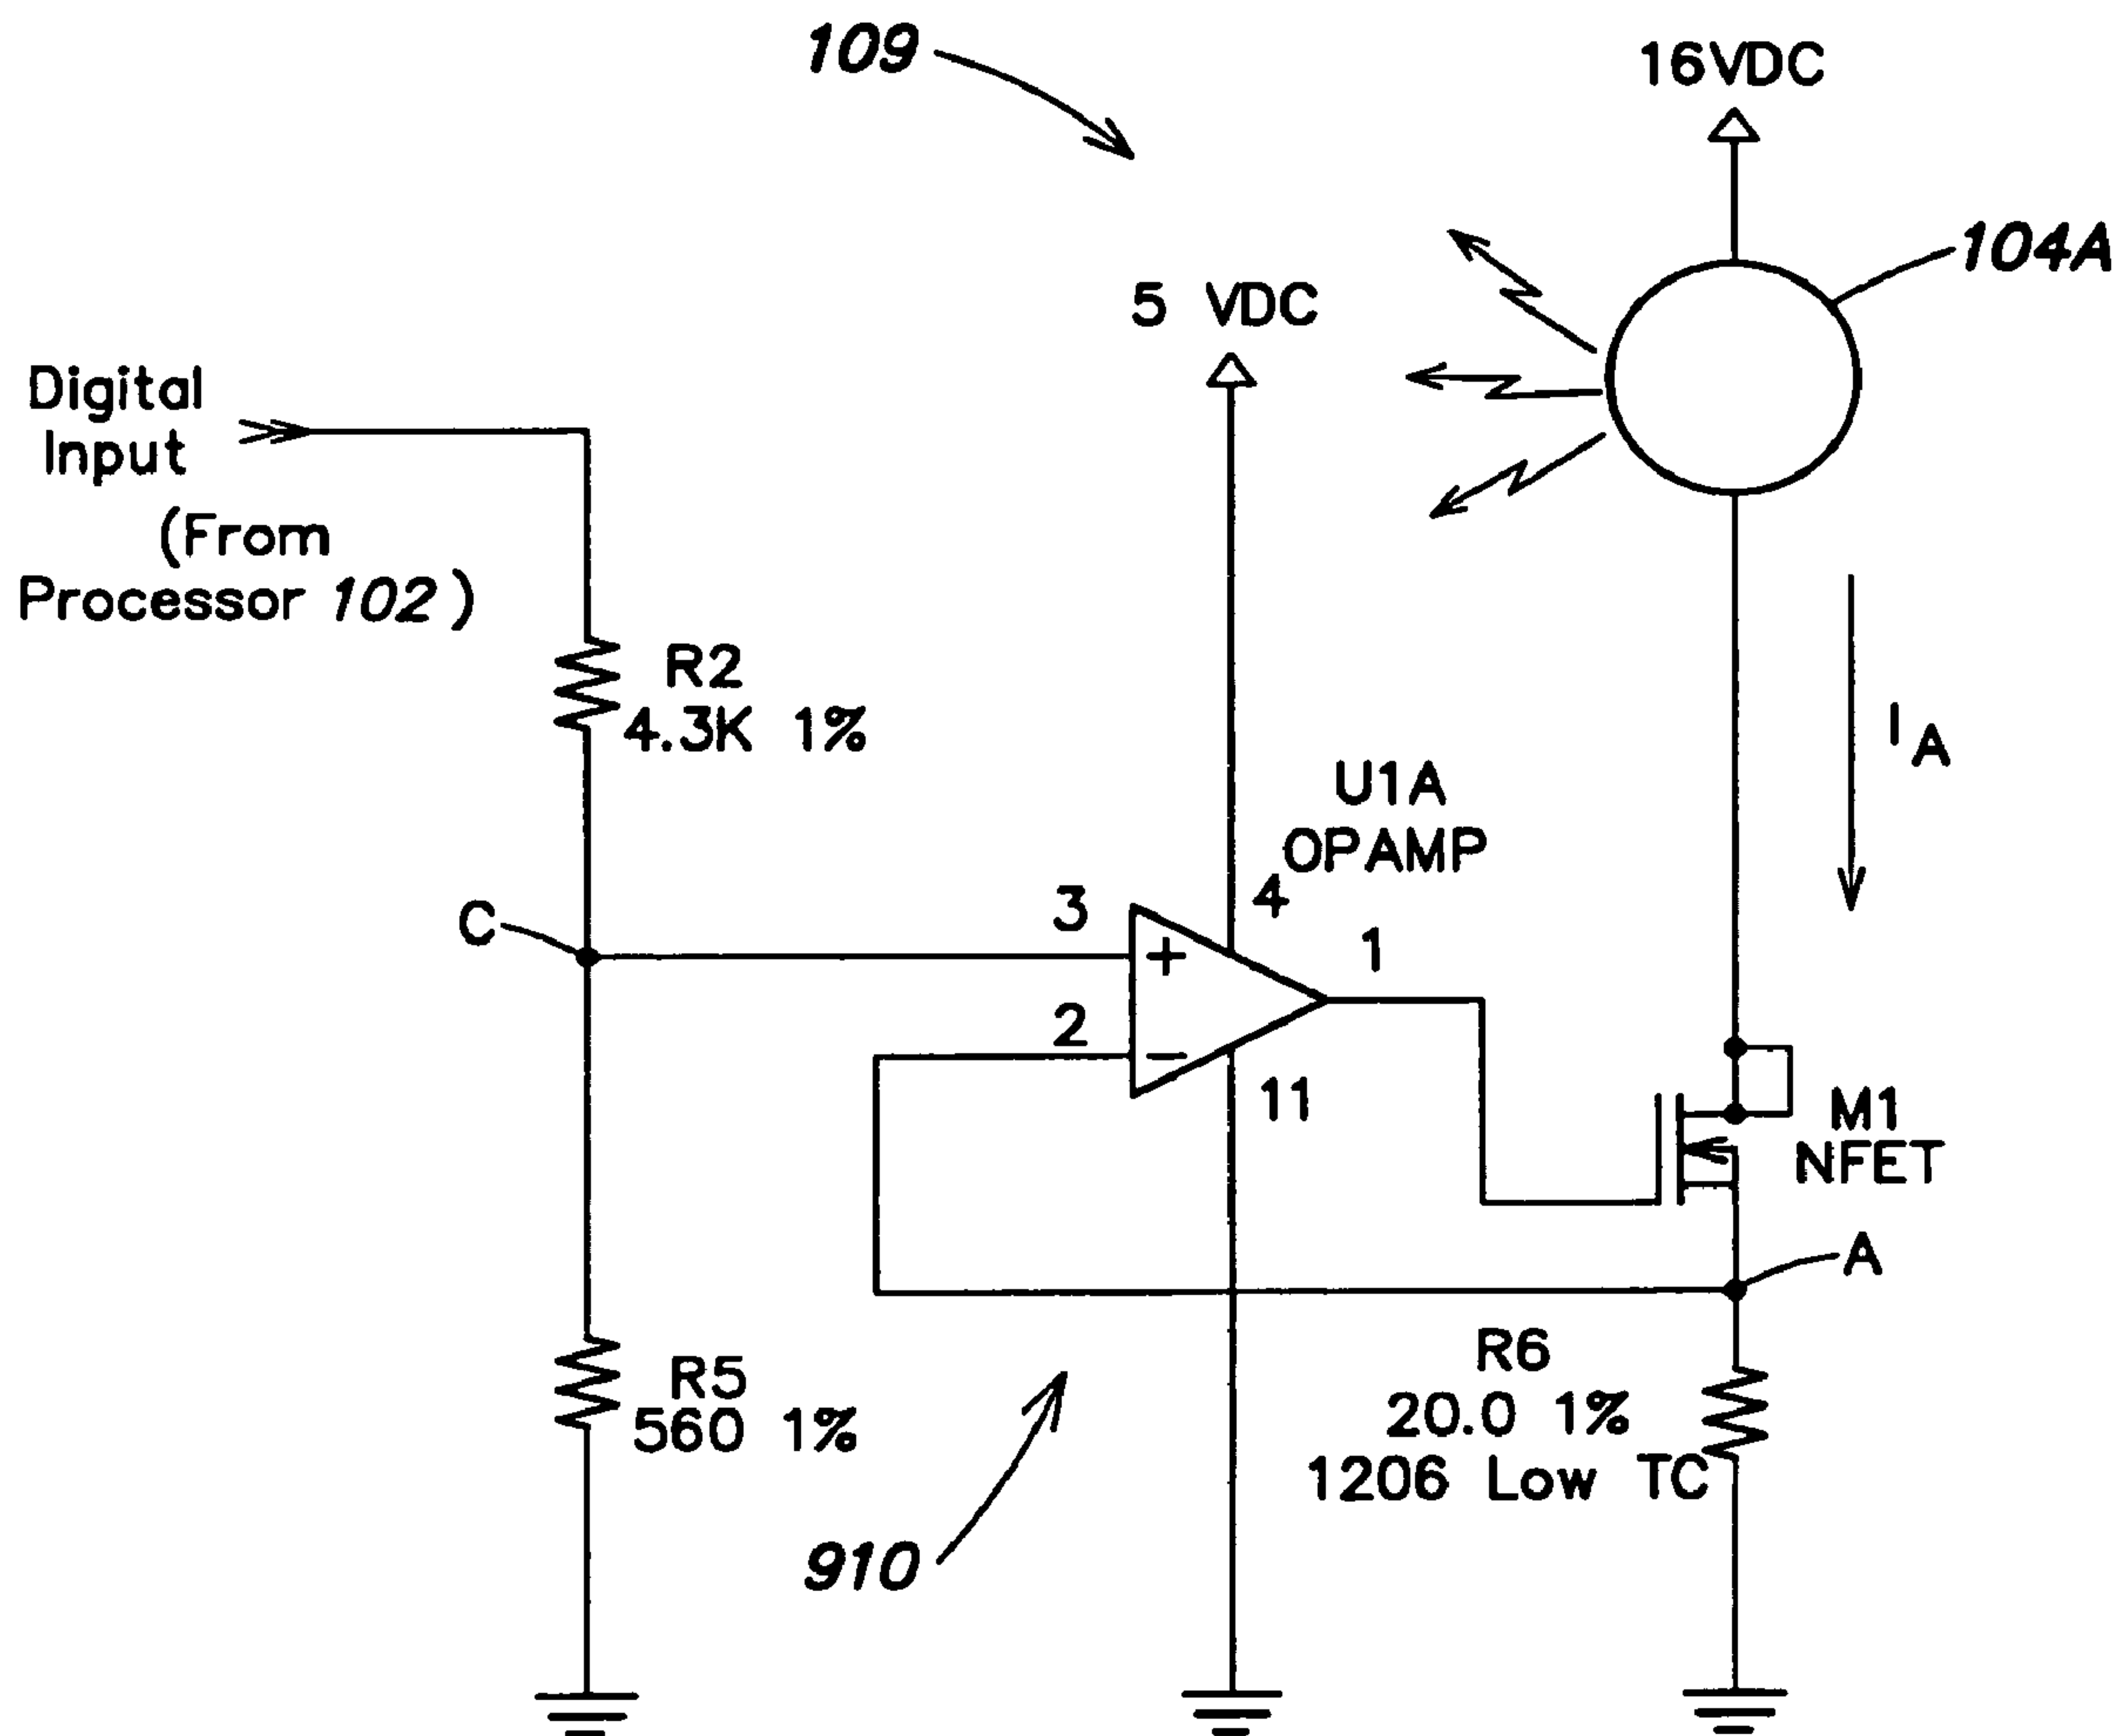 109
16VDC
104A
5 VDC
Digital
Input
(From
Processor 102)
R2
4.3K 1%
I A
U1A
OPAMP
C
3
4
1
+
2
-
11
M1
NFET
A
R5
560 1%
R6
20.0 1%
1206 Low TC
910